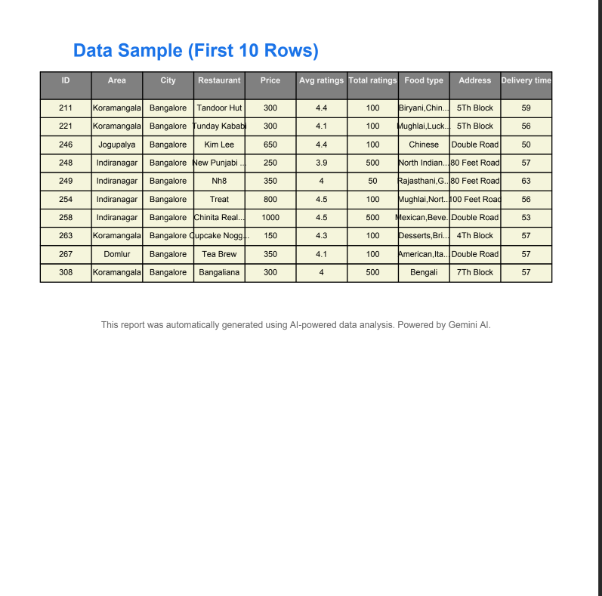 Data Sample (First 10 Rows)
ID Area City Restaurant Price Avg ratings Total ratings Food type Address Delivery time
211 Koramangala Bangalore Tandoor Hut 300 4.4 100 Biryani,Chin... 5Th Block 59
221 Koramangala Bangalore Tunday Kababi 300 4.1 100 Mughlai,Luck... 5Th Block 56
246 Jogupalya Bangalore Kim Lee 650 4.4 100 Chinese Double Road 50
248 Indiranagar Bangalore New Punjabi ... 250 3.9 500 North Indian... 80 Feet Road 57
249 Indiranagar Bangalore Nh8 350 4 50 Rajasthani,G... 80 Feet Road 63
254 Indiranagar Bangalore Treat 800 4.5 100 Mughlai,Nort... 100 Feet Road 56
258 Indiranagar Bangalore Chinita Real... 1000 4.5 500 Mexican,Beve... Double Road 53
263 Koramangala Bangalore Cupcake Nogg... 150 4.3 100 Desserts,Bri... 4Th Block 57
267 Domlur Bangalore Tea Brew 350 4.1 100 American,Ita... Double Road 57
308 Koramangala Bangalore Bangaliana 300 4 500 Bengali 7Th Block 57
This report was automatically generated using AI-powered data analysis. Powered by Gemini AI.